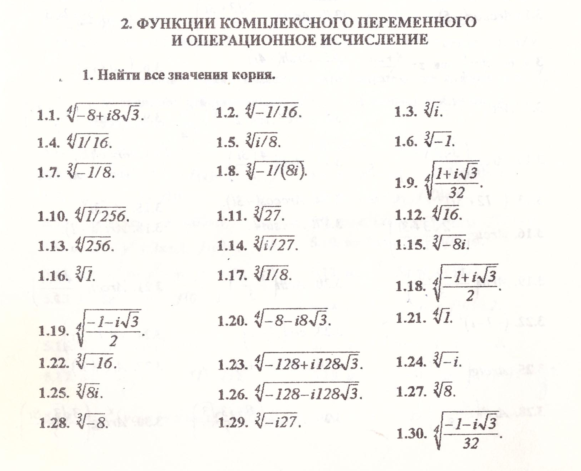 2. ФУНКЦИИ КОМПЛЕКСНОГО ПЕРЕМЕННОГО
И ОПЕРАЦИОННОЕ ИСЧИСЛЕНИЕ
1. Найти все значения корня.
1.1. ∜(-8+i8√3). 1.2. ∜(-1/16). 1.3. ∛i.
1.4. ∜(1/16). 1.5. ∛(i/8). 1.6. ∛(-1).
1.7. ∛(-1/8). 1.8. ∛(-1/(8i)). 1.9. ∜((1+i√3)/32).
1.10. ∜(1/256). 1.11. ∛27. 1.12. ∜16.
1.13. ∜256. 1.14. ∛(i/27). 1.15. ∛(-8i).
1.16. ∛1. 1.17. ∛(1/8). 1.18. ∜((-1+i√3)/2).
1.19. ∜((-1-i√3)/2). 1.20. ∜(-8-i8√3). 1.21. ∜1.
1.22. ∛(-16). 1.23. ∜(-128+i128√3). 1.24. ∛(-i).
1.25. ∛(8i). 1.26. ∜(-128-i128√3). 1.27. ∛8.
1.28. ∛(-8). 1.29. ∛(-i27). 1.30. ∜((-1-i√3)/32).